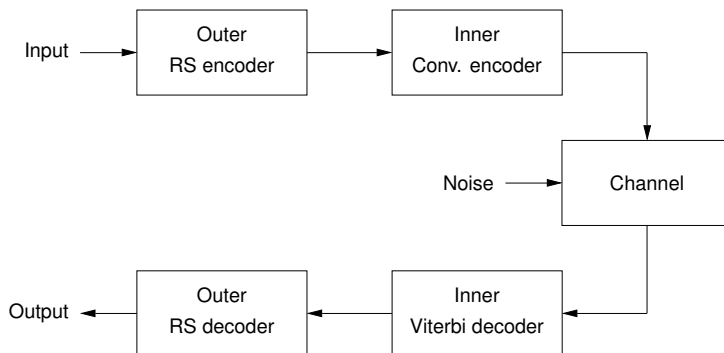 Input
Outer
RS encoder
Inner
Conv. encoder
Noise
Channel
Output
Outer
RS decoder
Inner
Viterbi decoder